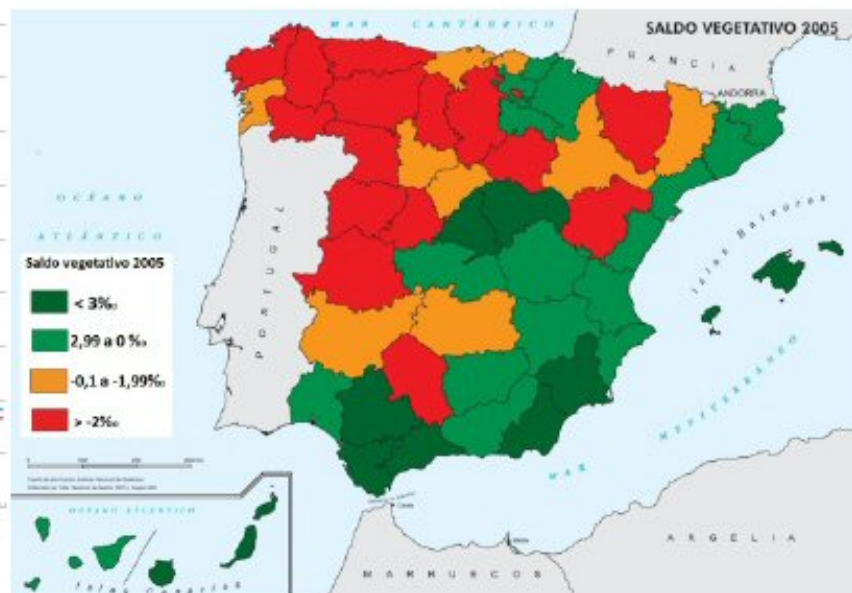 MAR CANTÁBRICO
SALDO VEGETATIVO 2005
FRANCIA
ANDORRA
OCÉANO
ATLÁNTICO
PORTUGAL
Islas Baleares
Saldo vegetativo 2005
< 3‰
2,99 a 0 ‰
-0,1 a -1,99‰
> -2‰
MAR MEDITERRÁNEO
OCÉANO ATLÁNTICO
Islas Canarias
Ceuta
MARRUECOS
ARGELIA